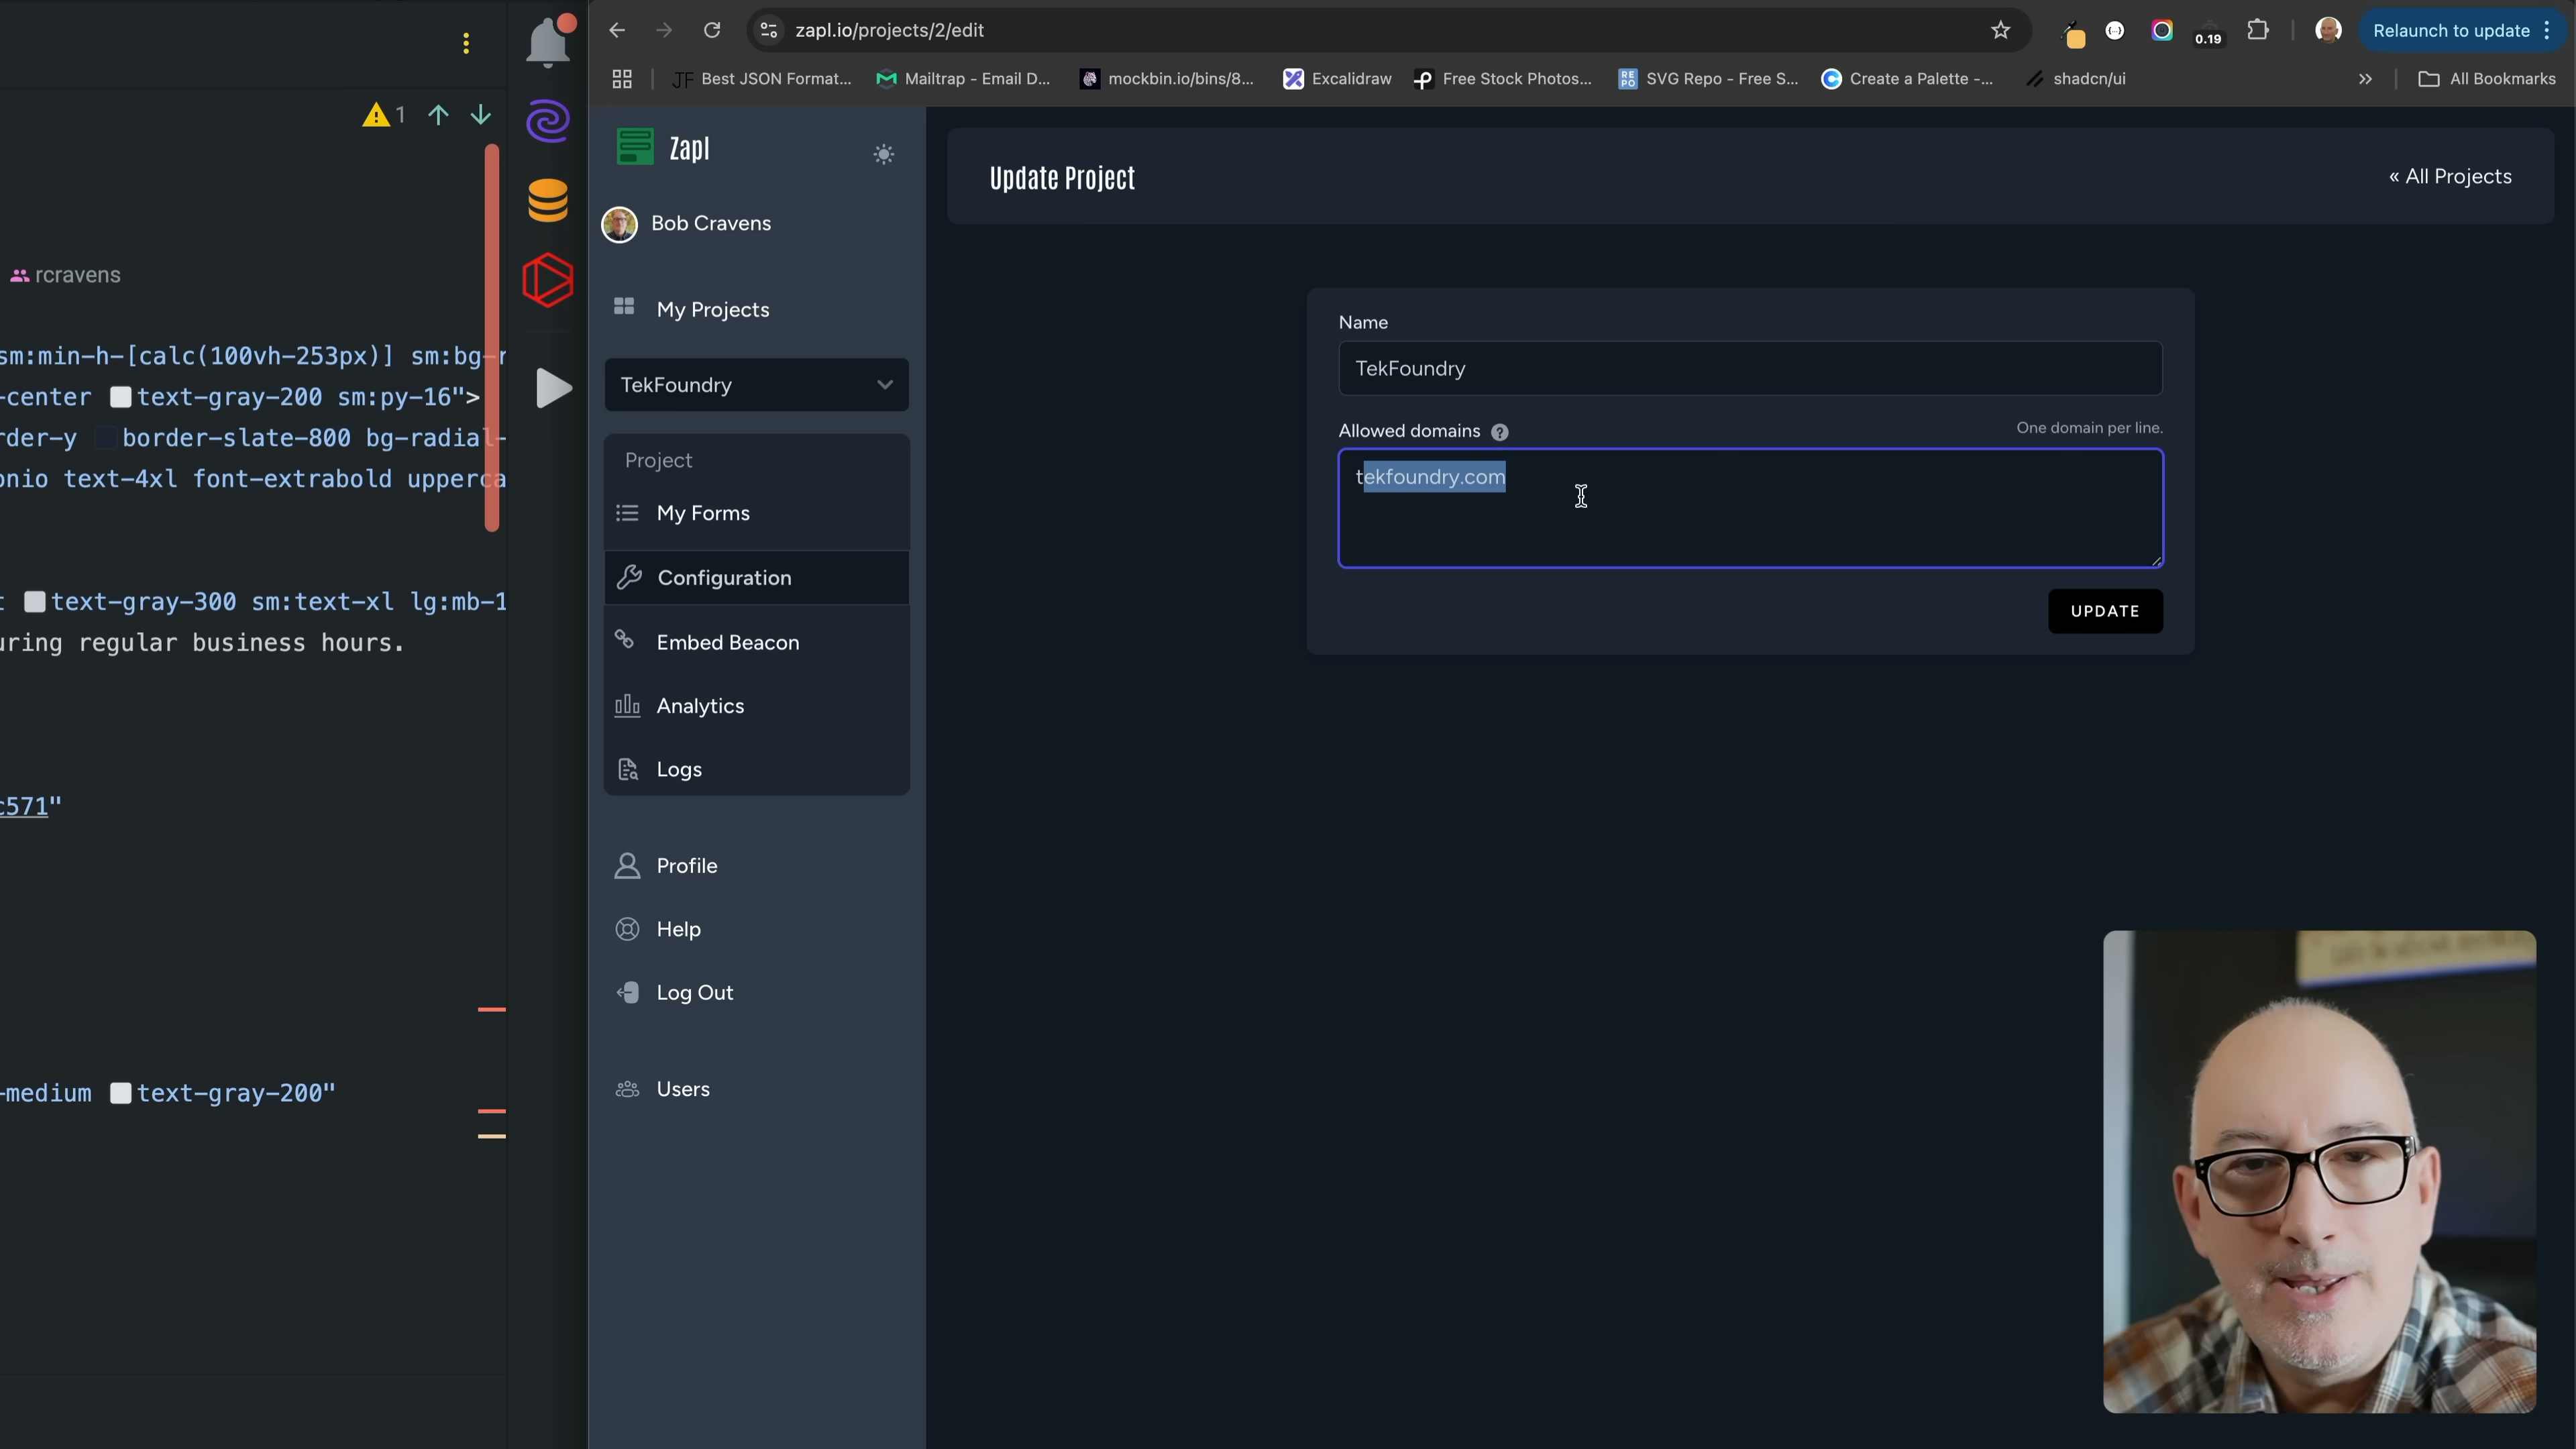 1
rcravens
sm:min-h-[calc(100vh-253px)] sm:bg-r
-center text-gray-200 sm:py-16">
rder-y border-slate-800 bg-radial-
onio text-4xl font-extrabold upperca
t text-gray-300 sm:text-xl lg:mb-1
uring regular business hours.
c571"
-medium text-gray-200"
zapl.io/projects/2/edit
0.19
Relaunch to update
JF Best JSON Format...
Mailtrap - Email D...
mockbin.io/bins/8...
Excalidraw
Free Stock Photos...
RE PO SVG Repo - Free S...
Create a Palette -...
shadcn/ui
All Bookmarks
Zapl
Bob Cravens
My Projects
TekFoundry
Project
My Forms
Configuration
Embed Beacon
Analytics
Logs
Profile
Help
Log Out
Users
Update Project
« All Projects
Name
TekFoundry
Allowed domains ?
One domain per line.
tekfoundry.com
UPDATE